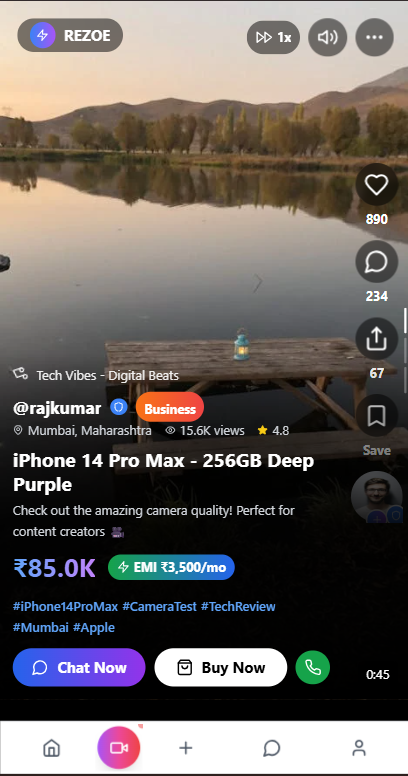 REZOE
1x
890
234
67
Tech Vibes - Digital Beats
@rajkumar Business
Mumbai, Maharashtra 15.6K views 4.8
Save
iPhone 14 Pro Max - 256GB Deep
Purple
Check out the amazing camera quality! Perfect for
content creators 🎥
₹85.0K EMI ₹3,500/mo
#iPhone14ProMax #CameraTest #TechReview
#Mumbai #Apple
Chat Now Buy Now
0:45